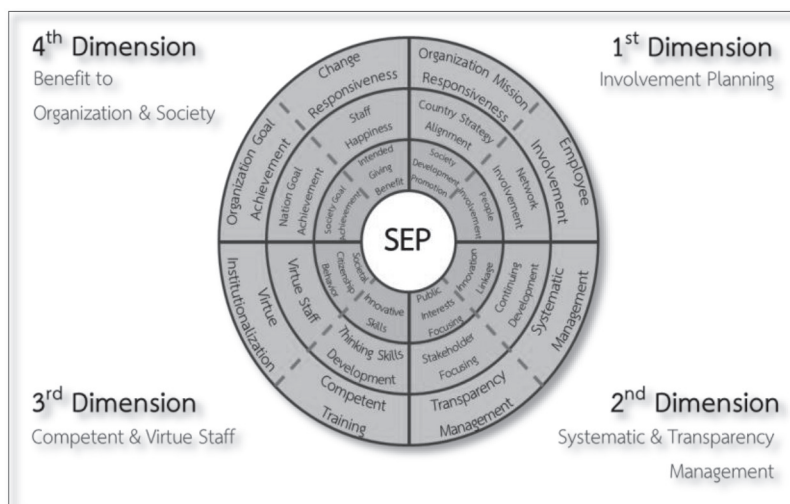 4th Dimension
Benefit to
Organization & Society
1st Dimension
Involvement Planning
Change
Responsiveness
Organization Goal
Achievement
Staff
Happiness
Nation Goal
Achievement
Intended
Giving
Benefit
Society Goal
Achievement
Organization Mission
Responsiveness
Employee
Involvement
Country Strategy
Alignment
Network
Involvement
Society
Development
Promotion
People
Involvement
SEP
Institutionalization
Virtue
Virtue Staff
Societal
Citizenship
Behavior
Innovative
Skills
Thinking Skills
Development
Competent
Training
Innovation
Linkage
Continuing
Development
Systematic
Management
Public
Interests
Focusing
Stakeholder
Focusing
Transparency
Management
3rd Dimension
Competent & Virtue Staff
2nd Dimension
Systematic & Transparency
Management